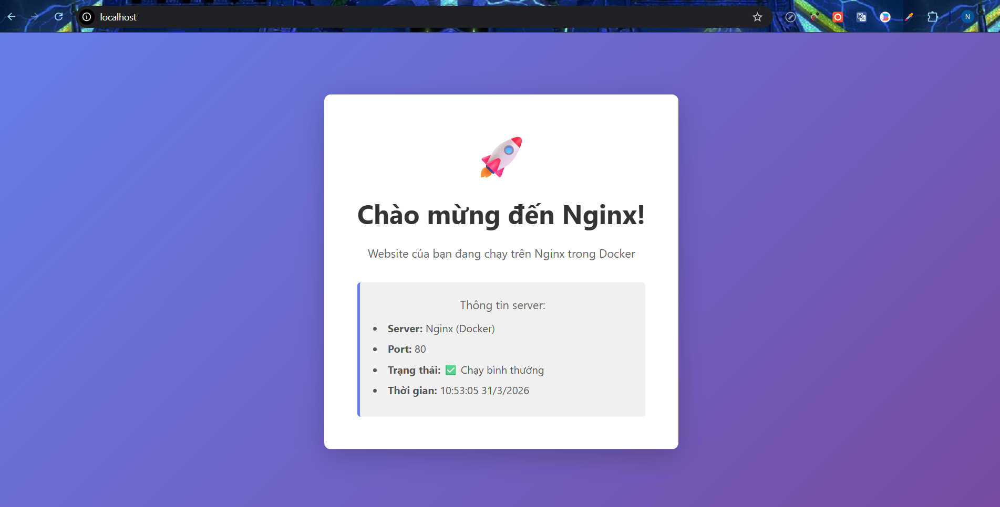 localhost
N
Chào mừng đến Nginx!
Website của bạn đang chạy trên Nginx trong Docker
Thông tin server:
Server: Nginx (Docker)
Port: 80
Trạng thái: ✅ Chạy bình thường
Thời gian: 10:53:05 31/3/2026